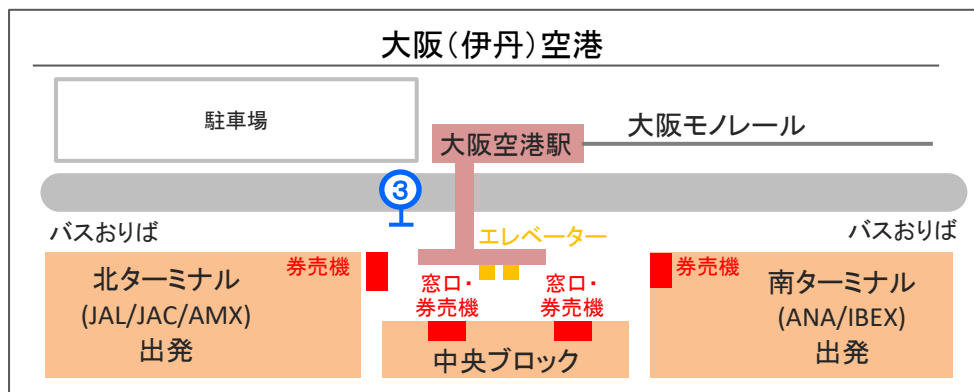 大阪(伊丹)空港
駐車場
大阪空港駅
大阪モノレール
③
バスおりば
エレベーター
バスおりば
北ターミナル
(JAL/JAC/AMX)
出発
券売機
窓口・
券売機
窓口・
券売機
中央ブロック
券売機
南ターミナル
(ANA/IBEX)
出発